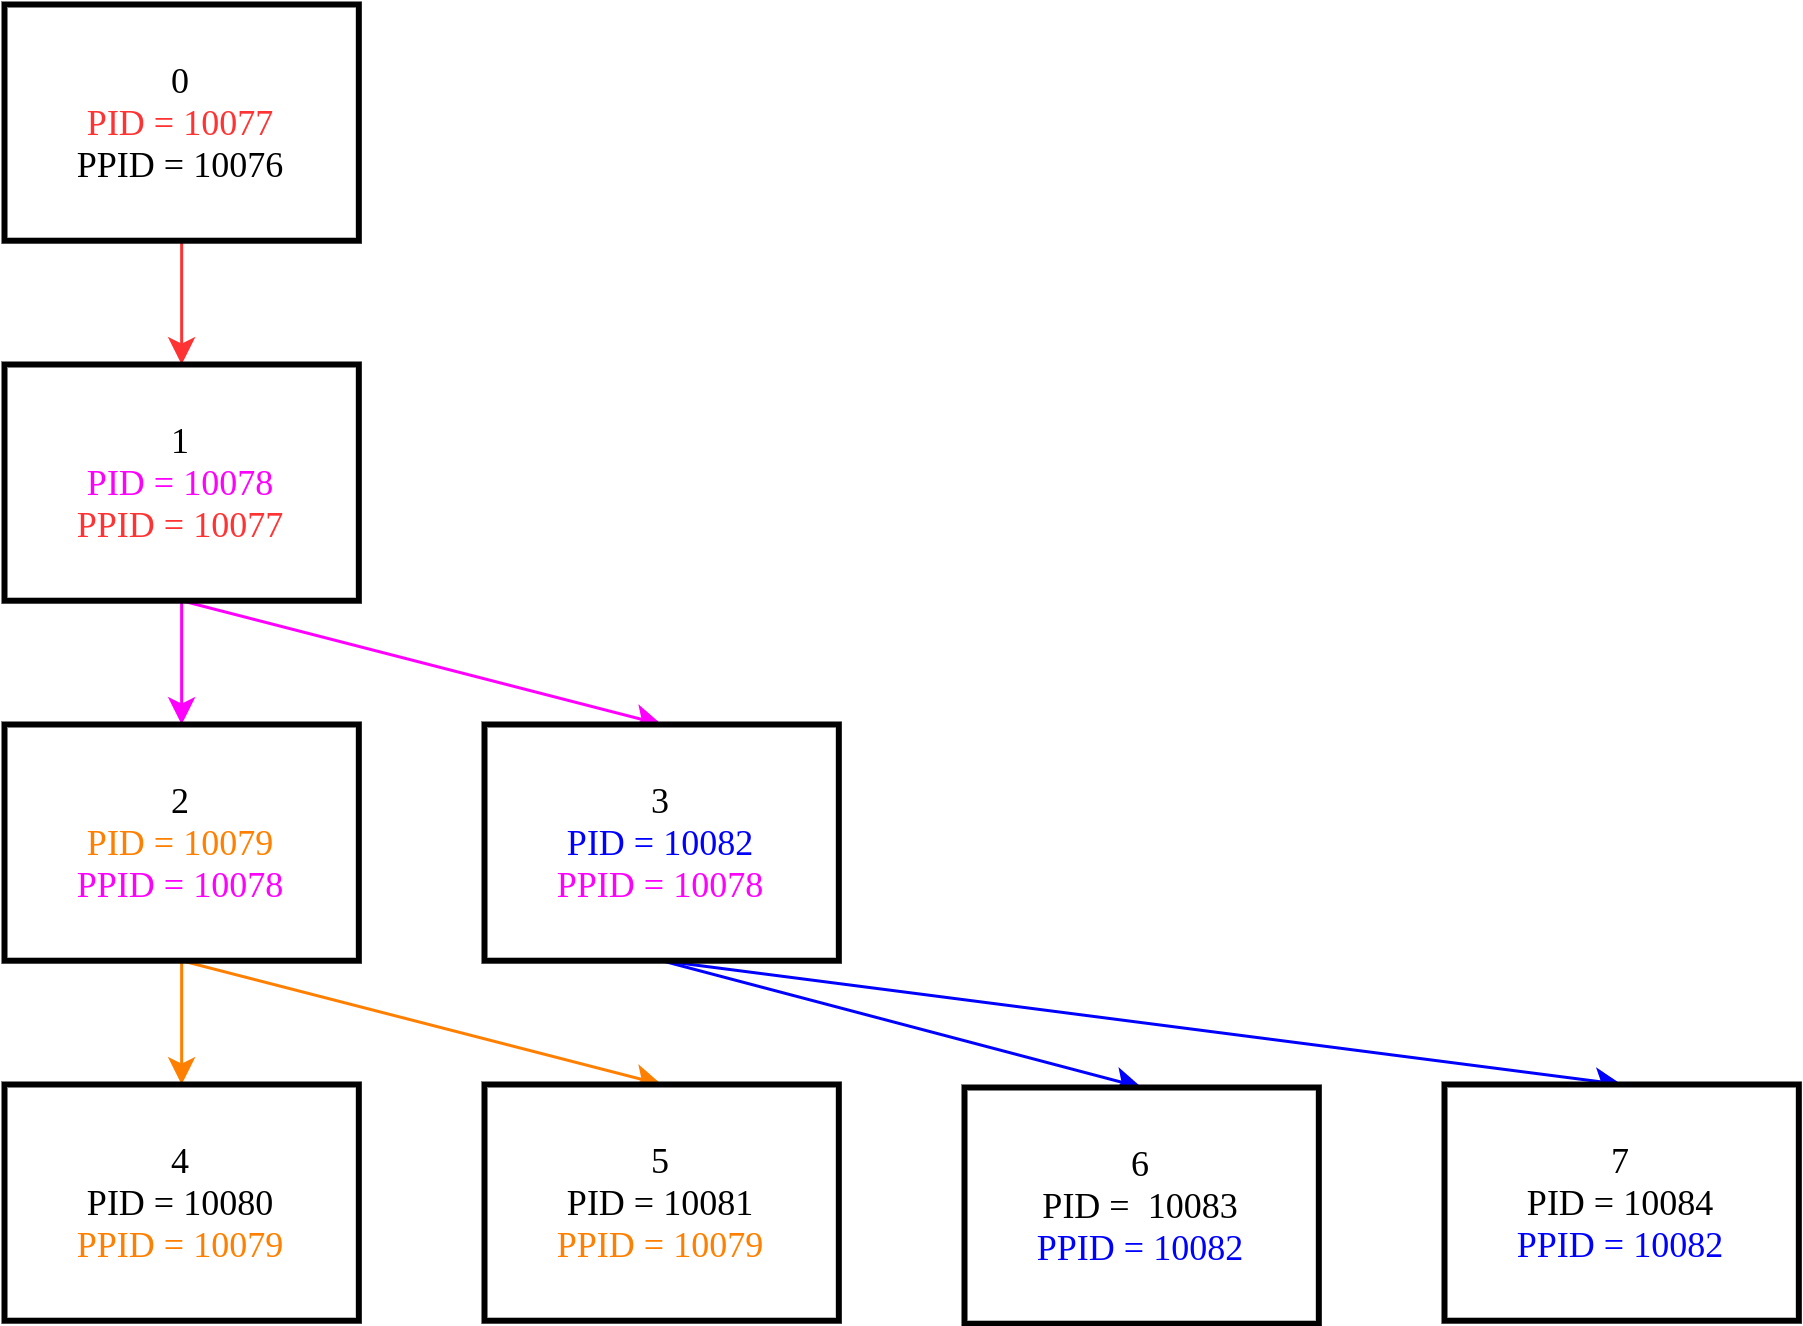 0
PID = 10077
PPID = 10076
1
PID = 10078
PPID = 10077
2
PID = 10079
PPID = 10078
3
PID = 10082
PPID = 10078
4
PID = 10080
PPID = 10079
5
PID = 10081
PPID = 10079
6
PID =  10083
PPID = 10082
7
PID = 10084
PPID = 10082